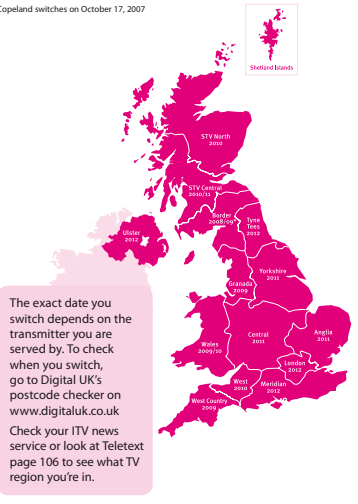 Copeland switches on October 17, 2007
Shetland Islands
STV North
2010
STV Central
2010/11
Border
2008/09*
Tyne
Tees
2012
Ulster
2012
Yorkshire
2011
Granada
2009
Wales
2009/10
Central
2011
Anglia
2011
London
2012
West
2010
Meridian
2012
West Country
2009
The exact date you
switch depends on the
transmitter you are
served by. To check
when you switch,
go to Digital UK's
postcode checker on
www.digitaluk.co.uk
Check your ITV news
service or look at Teletext
page 106 to see what TV
region you're in.